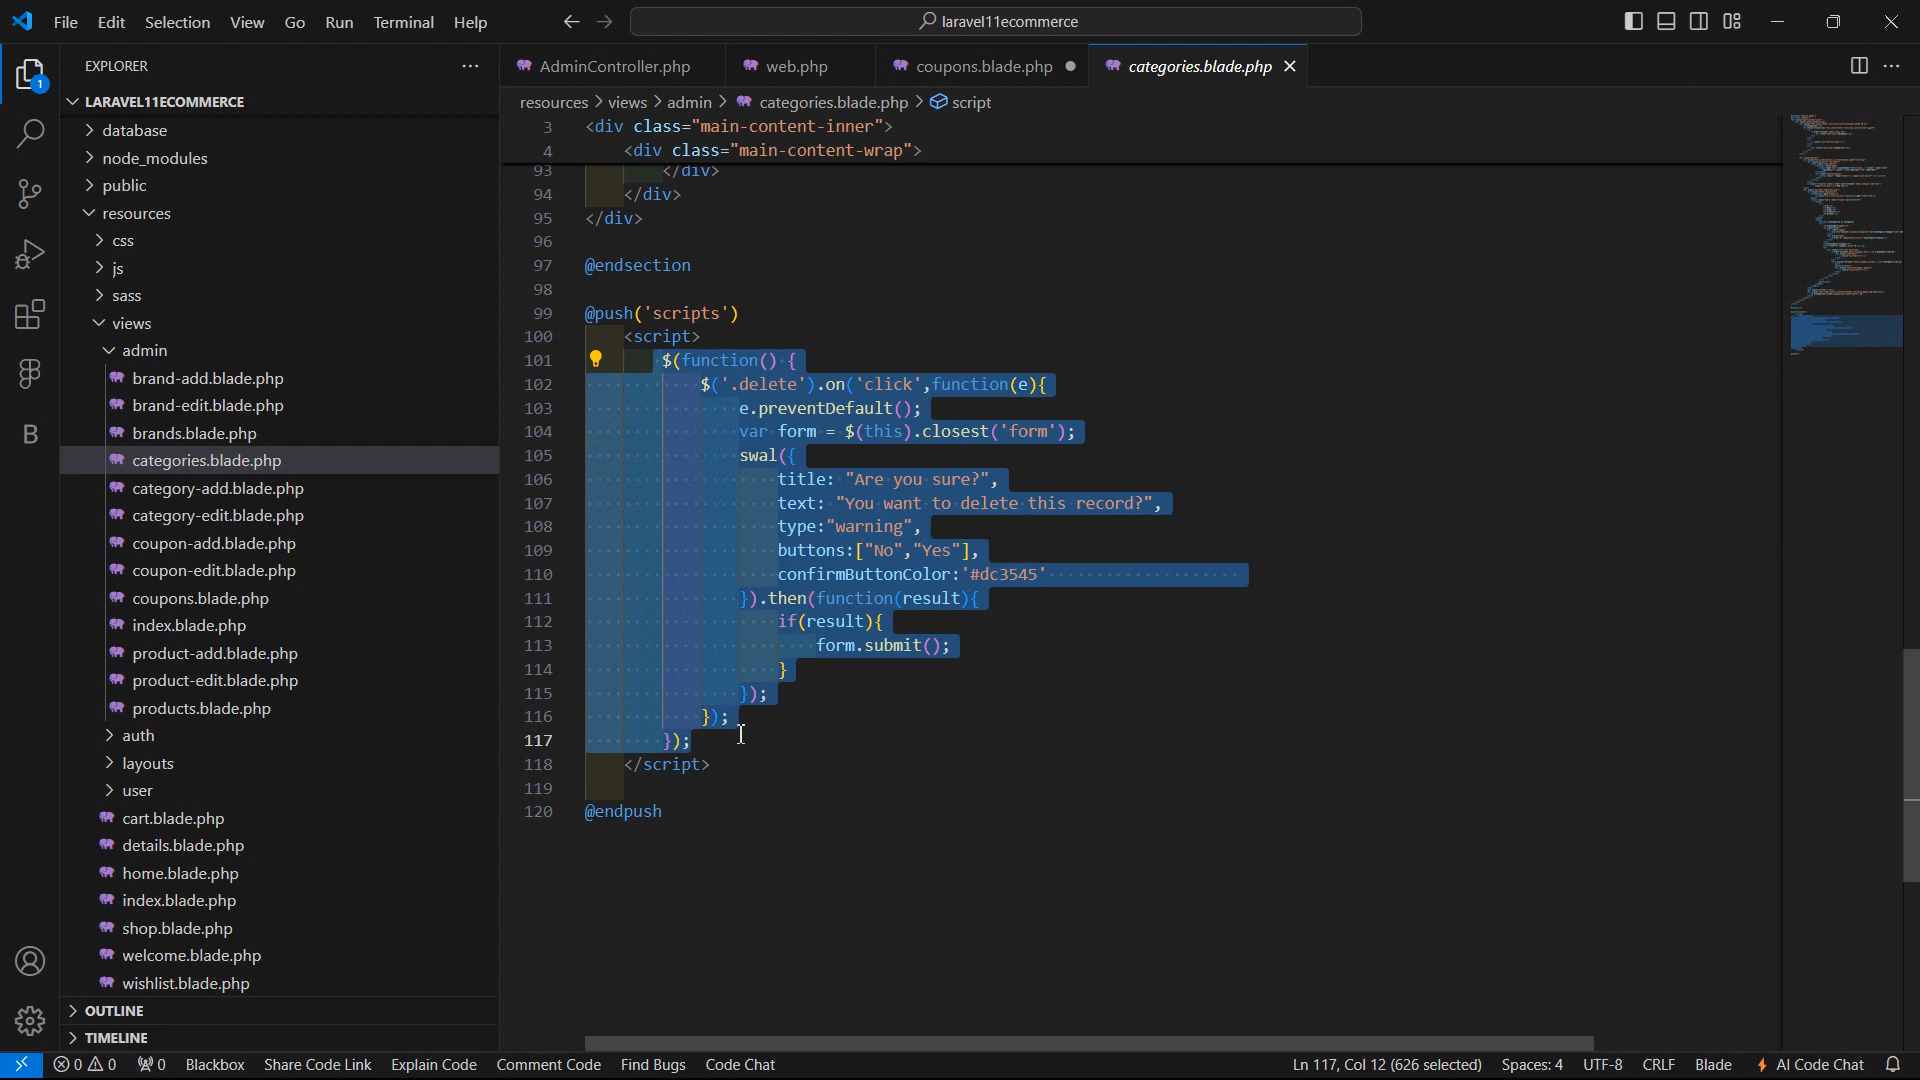 File Edit Selection View Go Run Terminal Help
laravel11ecommerce
EXPLORER
LARAVEL11ECOMMERCE
database
node_modules
public
resources
css
js
sass
views
admin
brand-add.blade.php
brand-edit.blade.php
brands.blade.php
categories.blade.php
category-add.blade.php
category-edit.blade.php
coupon-add.blade.php
coupon-edit.blade.php
coupons.blade.php
index.blade.php
product-add.blade.php
product-edit.blade.php
products.blade.php
auth
layouts
user
cart.blade.php
details.blade.php
home.blade.php
index.blade.php
shop.blade.php
welcome.blade.php
wishlist.blade.php
OUTLINE
TIMELINE
1
B
AdminController.php web.php coupons.blade.php categories.blade.php
resources > views > admin > categories.blade.php > script
3 <div class="main-content-inner">
4 <div class="main-content-wrap">
93 </div>
94 </div>
95 </div>
96
97 @endsection
98
99 @push('scripts')
100 <script>
101 $(function() {
102 $('.delete').on('click',function(e){
103 e.preventDefault();
104 var form = $(this).closest('form');
105 swal({
106 title: "Are you sure?",
107 text: "You want to delete this record?",
108 type:"warning",
109 buttons:["No","Yes"],
110 confirmButtonColor:'#dc3545'
111 }).then(function(result){
112 if(result){
113 form.submit();
114 }
115 });
116 });
117 });
118 </script>
119
120 @endpush
0 0 0 Blackbox Share Code Link Explain Code Comment Code Find Bugs Code Chat Ln 117, Col 12 (626 selected) Spaces: 4 UTF-8 CRLF Blade AI Code Chat